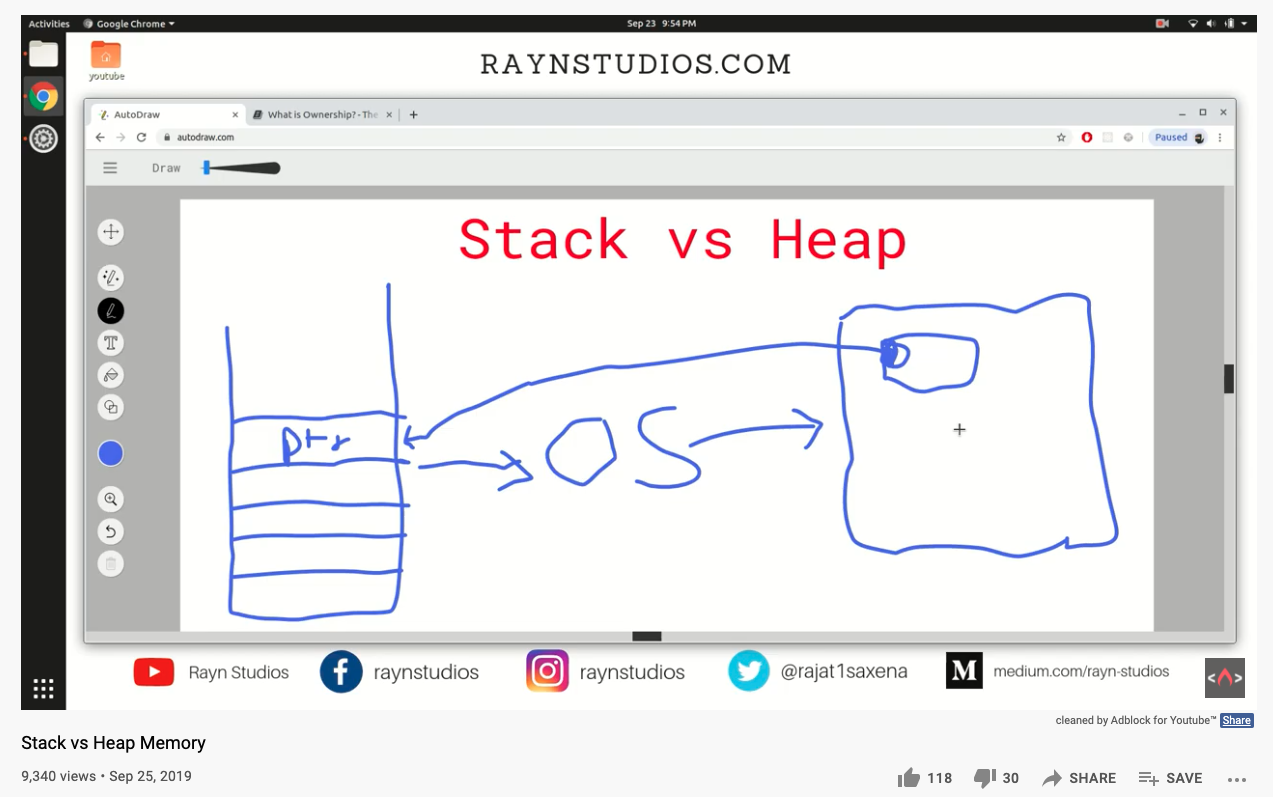 Activities Google Chrome Sep 23 9:54 PM
youtube
RAYNSTUDIOS.COM
AutoDraw What is Ownership? - The
autodraw.com Paused
Draw
Stack vs Heap
ptr
OS
Rayn Studios raynstudios raynstudios @rajat1saxena M medium.com/rayn-studios
cleaned by Adblock for Youtube™ Share
Stack vs Heap Memory
9,340 views • Sep 25, 2019 118 30 SHARE SAVE